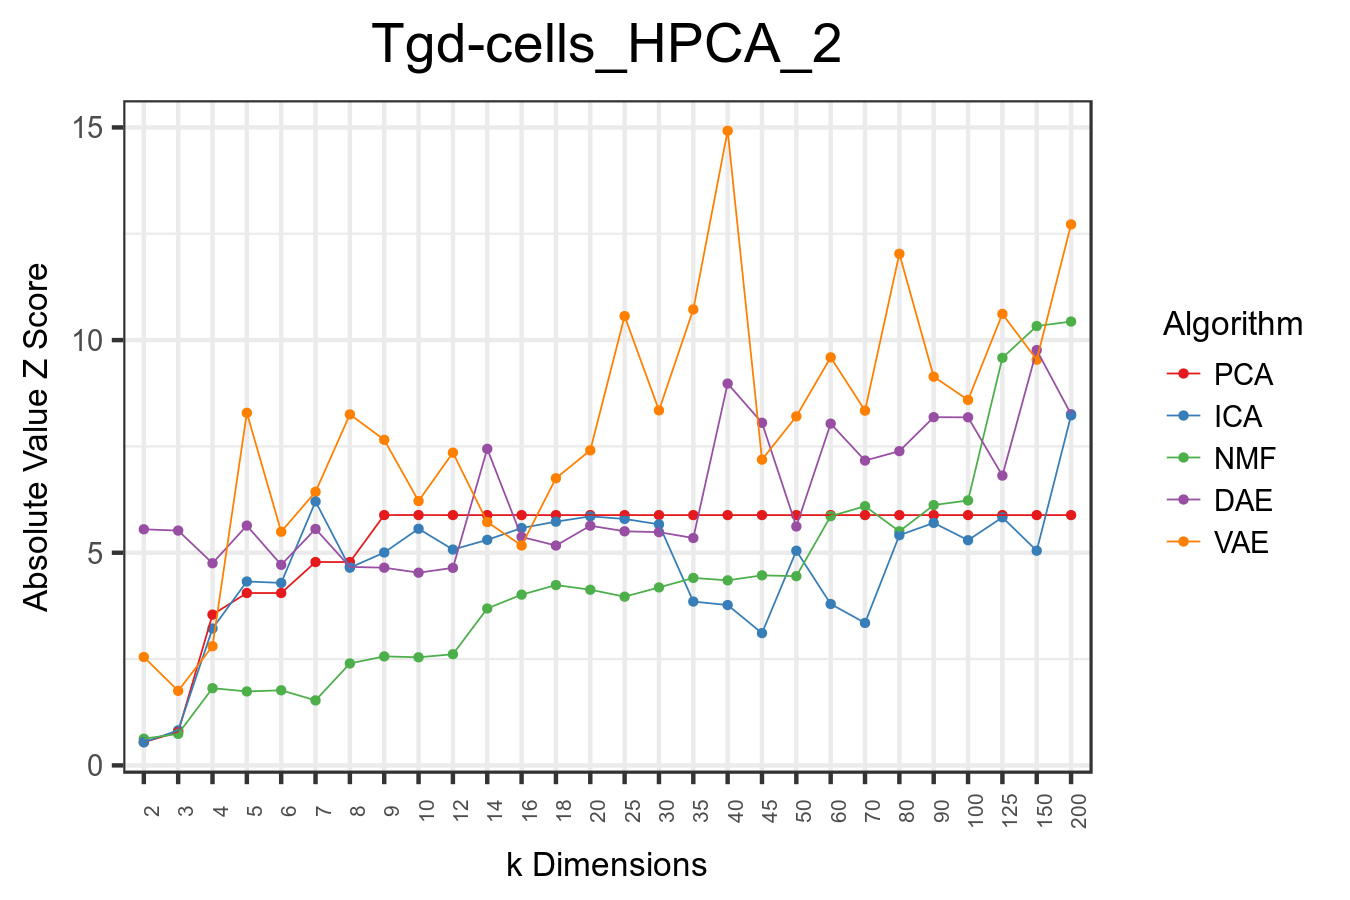 Tgd-cells_HPCA_2
15
10
5
0
Absolute Value Z Score
2 3 4 5 6 7 8 9 10 12 14 16 18 20 25 30 35 40 45 50 60 70 80 90 100 125 150 200
k Dimensions
Algorithm
PCA
ICA
NMF
DAE
VAE